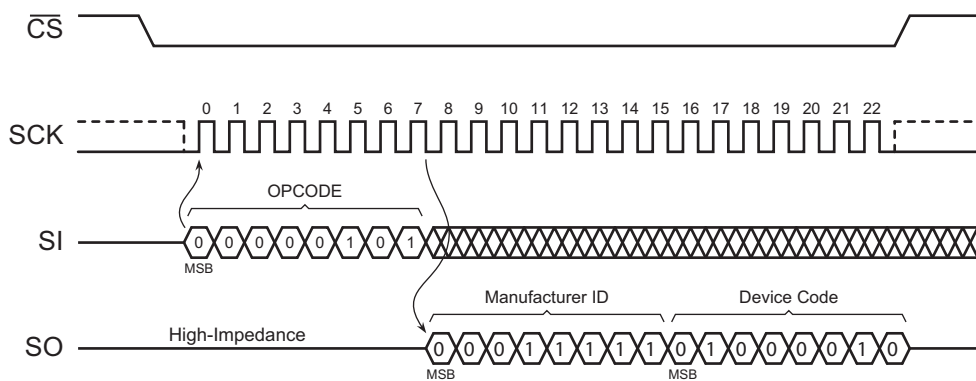 CS
0 1 2 3 4 5 6 7 8 9 10 11 12 13 14 15 16 17 18 19 20 21 22
SCK
OPCODE
SI 0 0 0 0 0 1 0 1
MSB
Manufacturer ID Device Code
High-Impedance
SO 0 0 0 1 1 1 1 1 0 1 0 0 0 0 1 0
MSB MSB